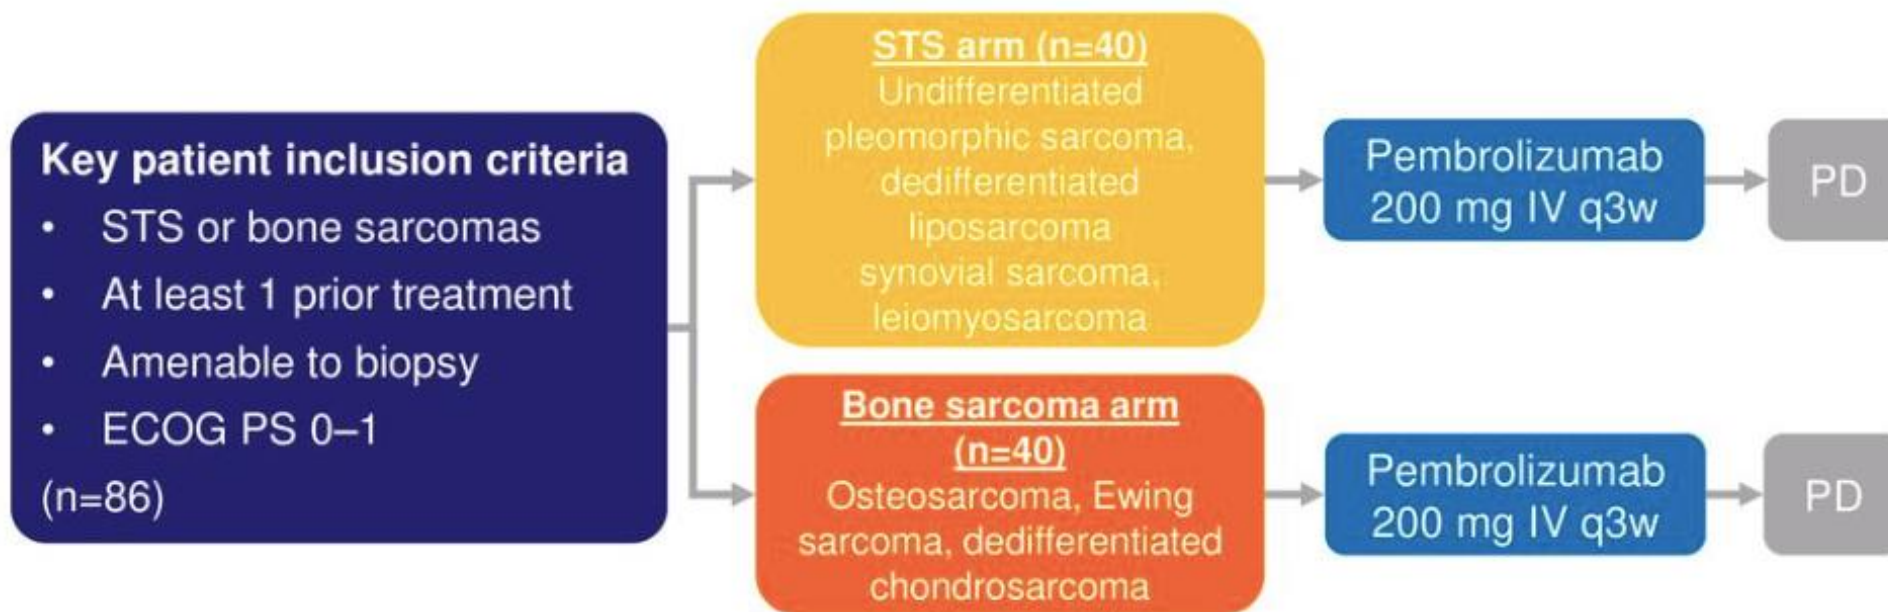 Key patient inclusion criteria
• STS or bone sarcomas
• At least 1 prior treatment
• Amenable to biopsy
• ECOG PS 0–1
(n=86)
STS arm (n=40)
Undifferentiated
pleomorphic sarcoma,
dedifferentiated
liposarcoma
synovial sarcoma,
leiomyosarcoma
Pembrolizumab
200 mg IV q3w
PD
Bone sarcoma arm
(n=40)
Osteosarcoma, Ewing
sarcoma, dedifferentiated
chondrosarcoma
Pembrolizumab
200 mg IV q3w
PD